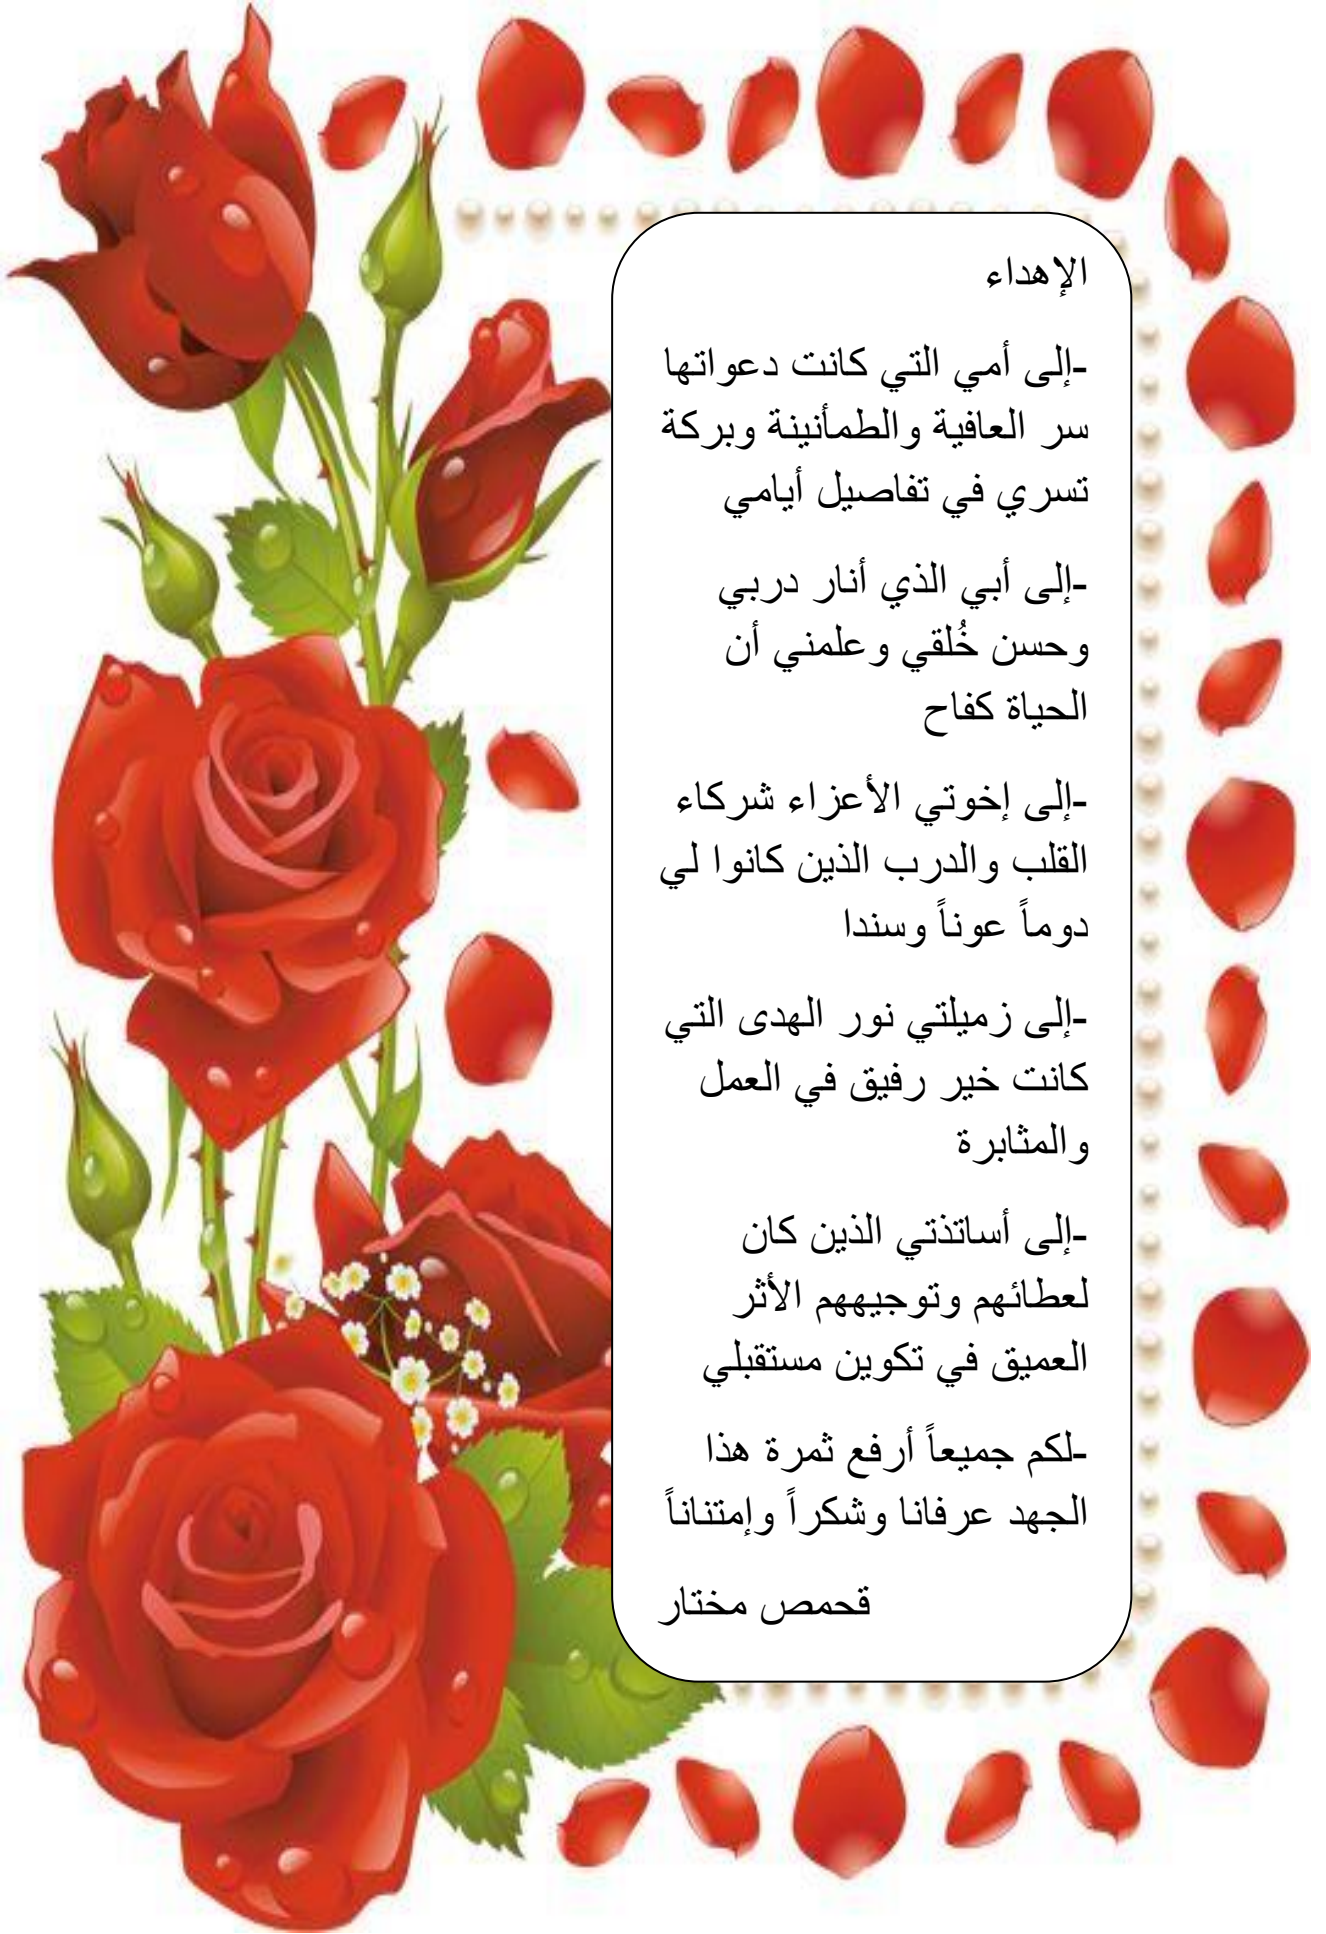 الإهداء
-إلى أمي التي كانت دعواتها
سر العافية والطمأنينة وبركة
تسري في تفاصيل أيامي
-إلى أبي الذي أنار دربي
وحسن خُلقي وعلمني أن
الحياة كفاح
-إلى إخوتي الأعزاء شركاء
القلب والدرب الذين كانوا لي
دوماً عوناً وسندا
-إلى زميلتي نور الهدى التي
كانت خير رفيق في العمل
والمثابرة
-إلى أساتذتي الذين كان
لعطائهم وتوجيههم الأثر
العميق في تكوين مستقبلي
-لكم جميعاً أرفع ثمرة هذا
الجهد عرفانا وشكراً وإمتناناً
قحمص مختار